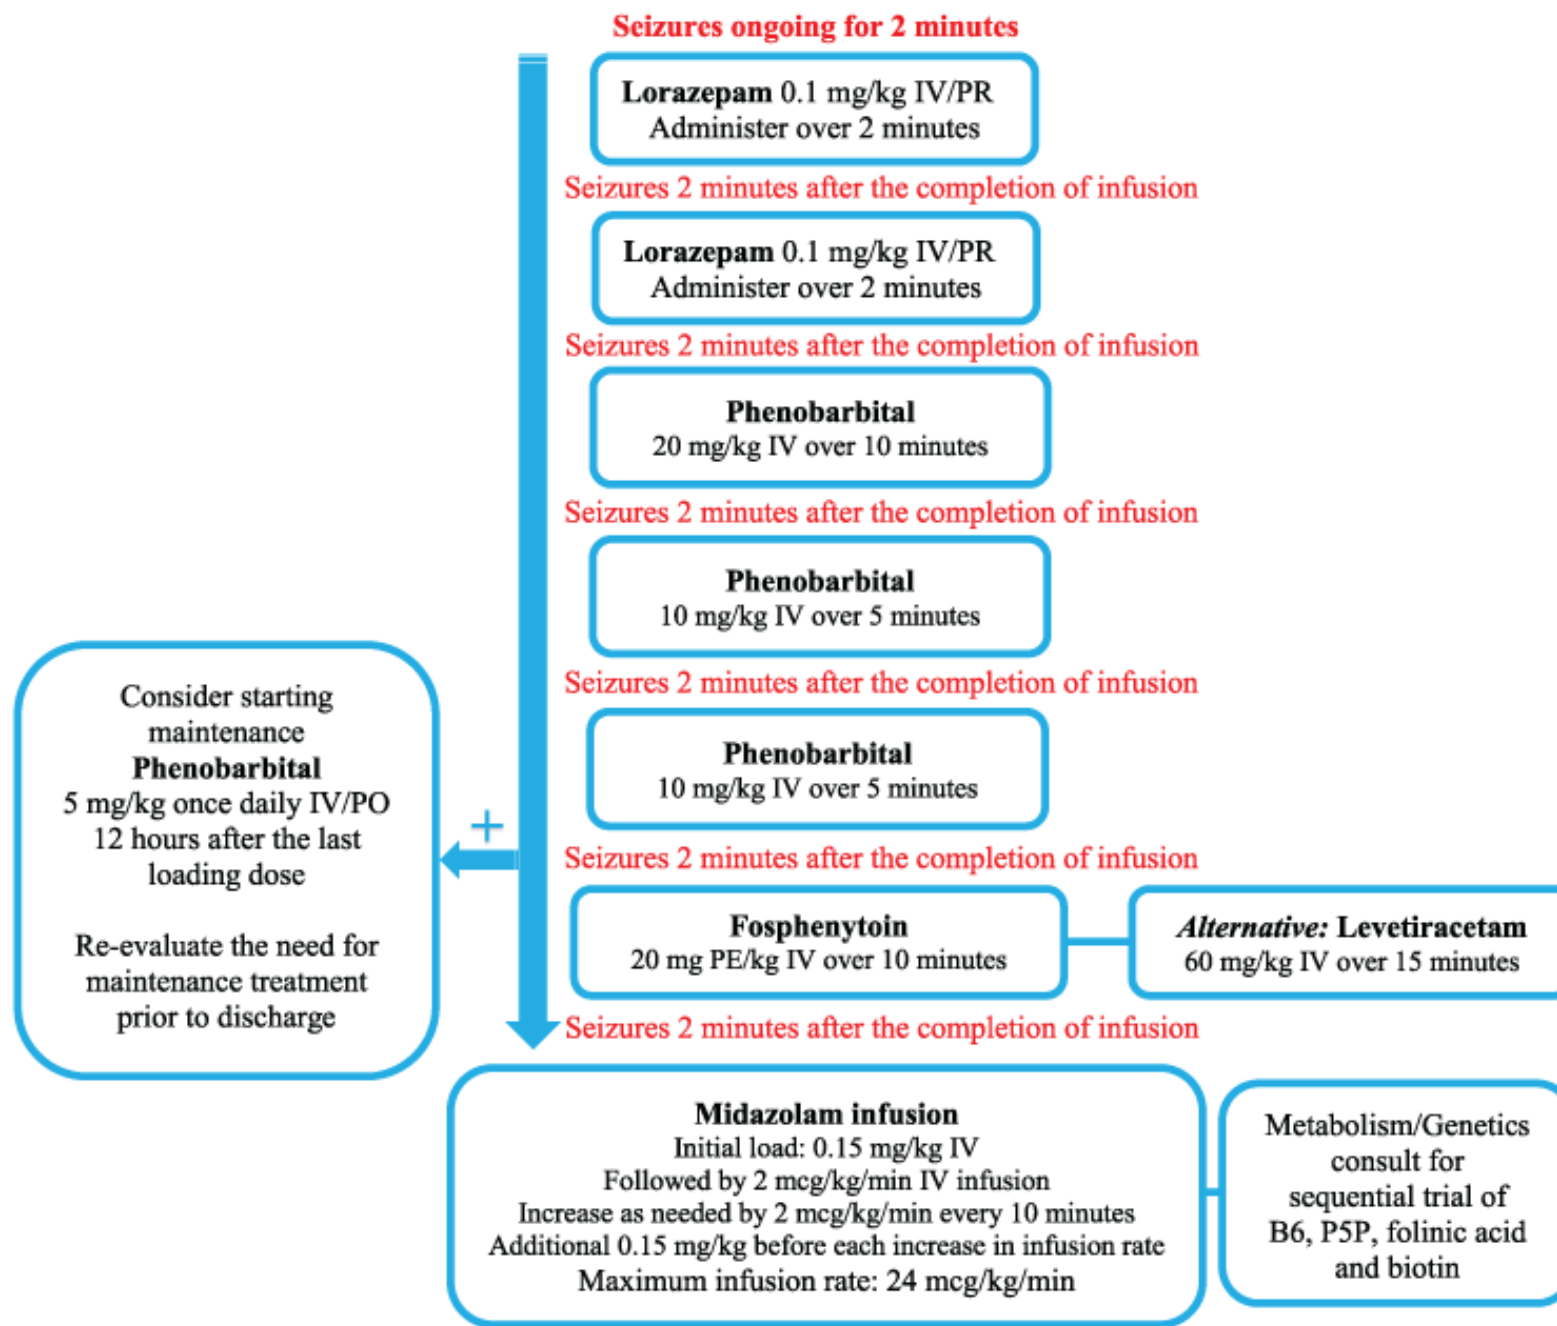 Seizures ongoing for 2 minutes
Lorazepam 0.1 mg/kg IV/PR
Administer over 2 minutes
Seizures 2 minutes after the completion of infusion
Lorazepam 0.1 mg/kg IV/PR
Administer over 2 minutes
Seizures 2 minutes after the completion of infusion
Phenobarbital
20 mg/kg IV over 10 minutes
Seizures 2 minutes after the completion of infusion
Phenobarbital
10 mg/kg IV over 5 minutes
Seizures 2 minutes after the completion of infusion
Phenobarbital
10 mg/kg IV over 5 minutes
Consider starting
maintenance
Phenobarbital
5 mg/kg once daily IV/PO
12 hours after the last
loading dose
Re-evaluate the need for
maintenance treatment
prior to discharge
+
Seizures 2 minutes after the completion of infusion
Fosphenytoin
20 mg PE/kg IV over 10 minutes
Alternative: Levetiracetam
60 mg/kg IV over 15 minutes
Seizures 2 minutes after the completion of infusion
Midazolam infusion
Initial load: 0.15 mg/kg IV
Followed by 2 mcg/kg/min IV infusion
Increase as needed by 2 mcg/kg/min every 10 minutes
Additional 0.15 mg/kg before each increase in infusion rate
Maximum infusion rate: 24 mcg/kg/min
Metabolism/Genetics
consult for
sequential trial of
B6, P5P, folinic acid
and biotin